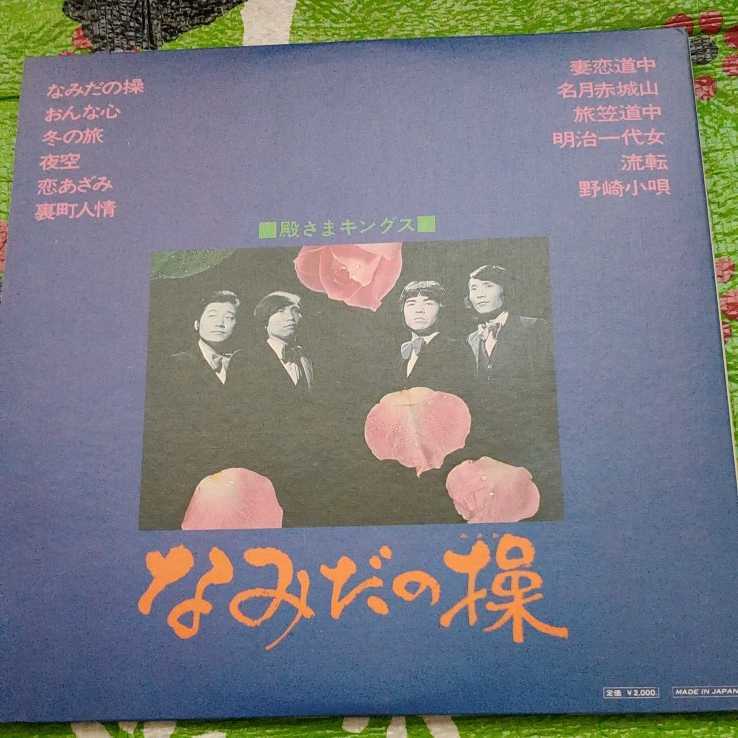 なみだの操
おんな心
冬の旅
夜空
恋あざみ
裏町人情
妻恋道中
名月赤城山
旅笠道中
明治一代女
流転
野崎小唄
■殿さまキングス■
なみだの操
定価 ¥2,000.
MADE IN JAPAN